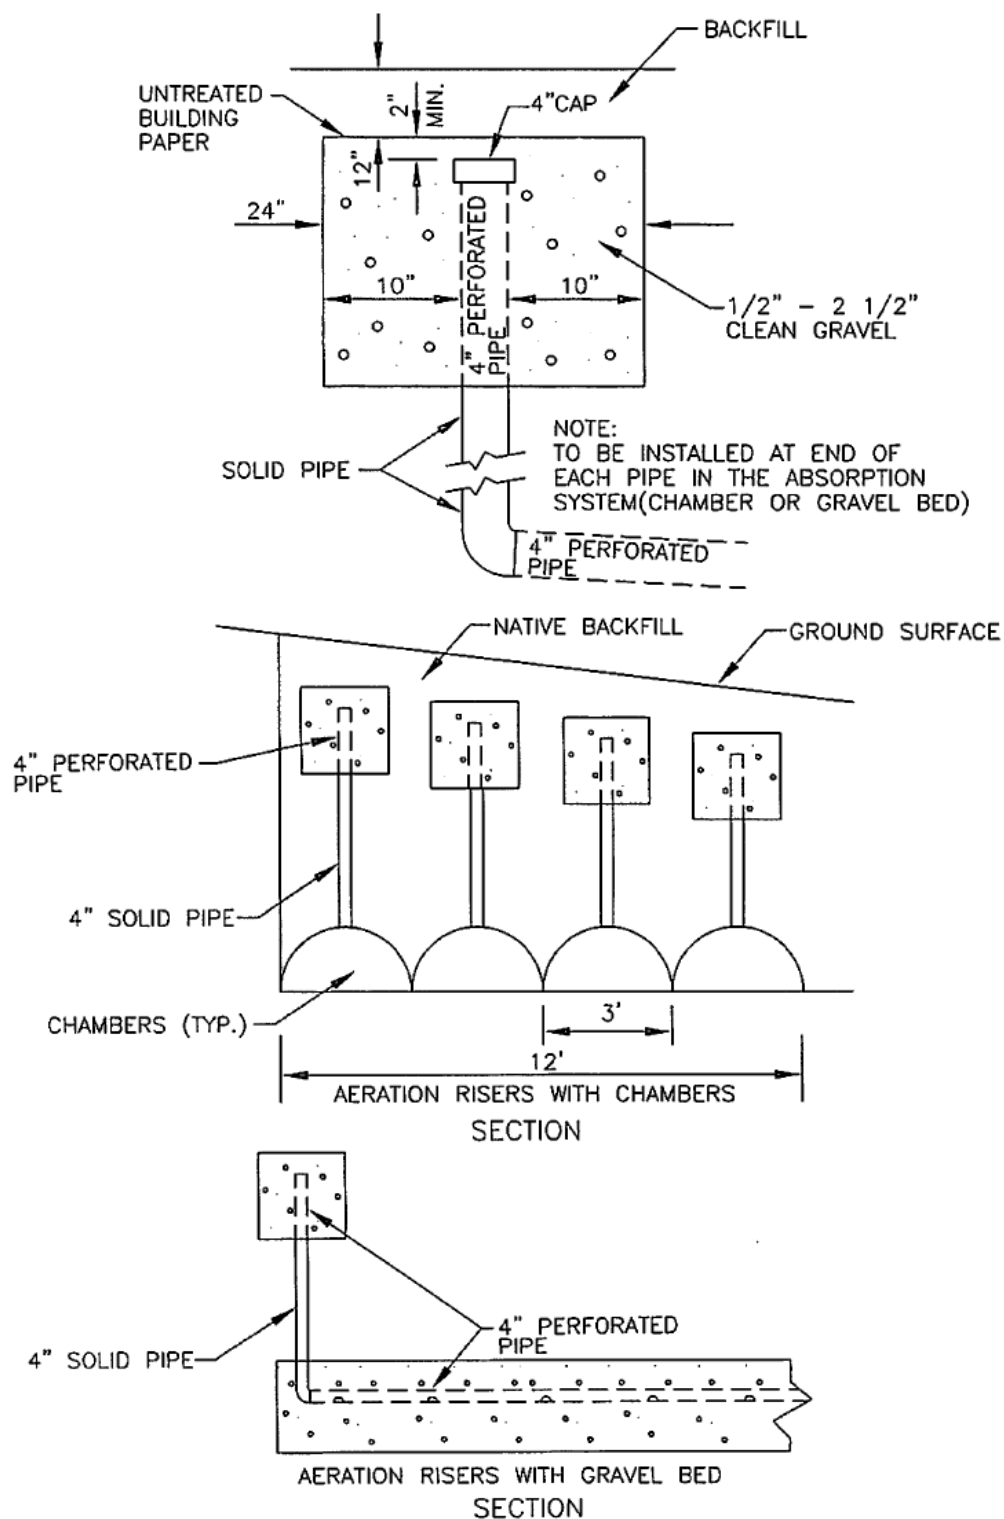 BACKFILL
UNTREATED
BUILDING
PAPER
2"
MIN.
4"CAP
12"
24"
10"
4" PERFORATED
PIPE
10"
1/2" - 2 1/2"
CLEAN GRAVEL
SOLID PIPE
NOTE:
TO BE INSTALLED AT END OF
EACH PIPE IN THE ABSORPTION
SYSTEM(CHAMBER OR GRAVEL BED)
4" PERFORATED
PIPE
NATIVE BACKFILL
GROUND SURFACE
4" PERFORATED
PIPE
4" SOLID PIPE
CHAMBERS (TYP.)
3'
12'
AERATION RISERS WITH CHAMBERS
SECTION
4" PERFORATED
PIPE
4" SOLID PIPE
AERATION RISERS WITH GRAVEL BED
SECTION